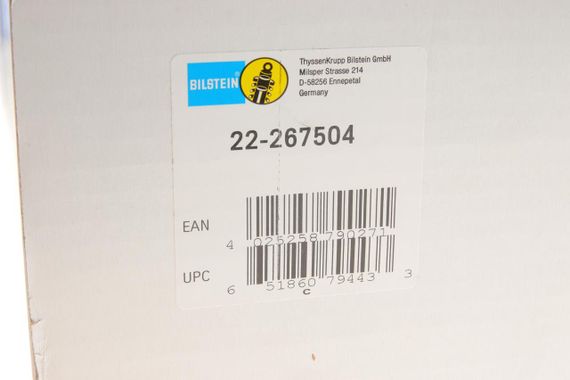 BILSTEIN®
ThyssenKrupp Bilstein GmbH
Milsper Strasse 214
D-58256 Ennepetal
Germany
22-267504
EAN
4 025258 790271
UPC
6 51860 79443 3
C